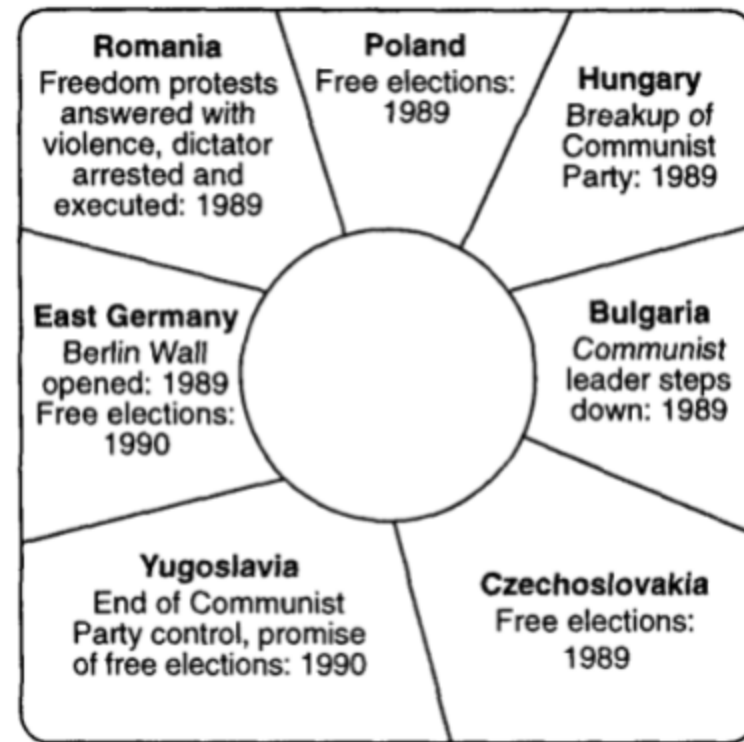 Romania
Freedom protests
answered with
violence, dictator
arrested and
executed: 1989
Poland
Free elections:
1989
Hungary
Breakup of
Communist
Party: 1989
East Germany
Berlin Wall
opened: 1989
Free elections:
1990
Bulgaria
Communist
leader steps
down: 1989
Yugoslavia
End of Communist
Party control, promise
of free elections: 1990
Czechoslovakia
Free elections:
1989